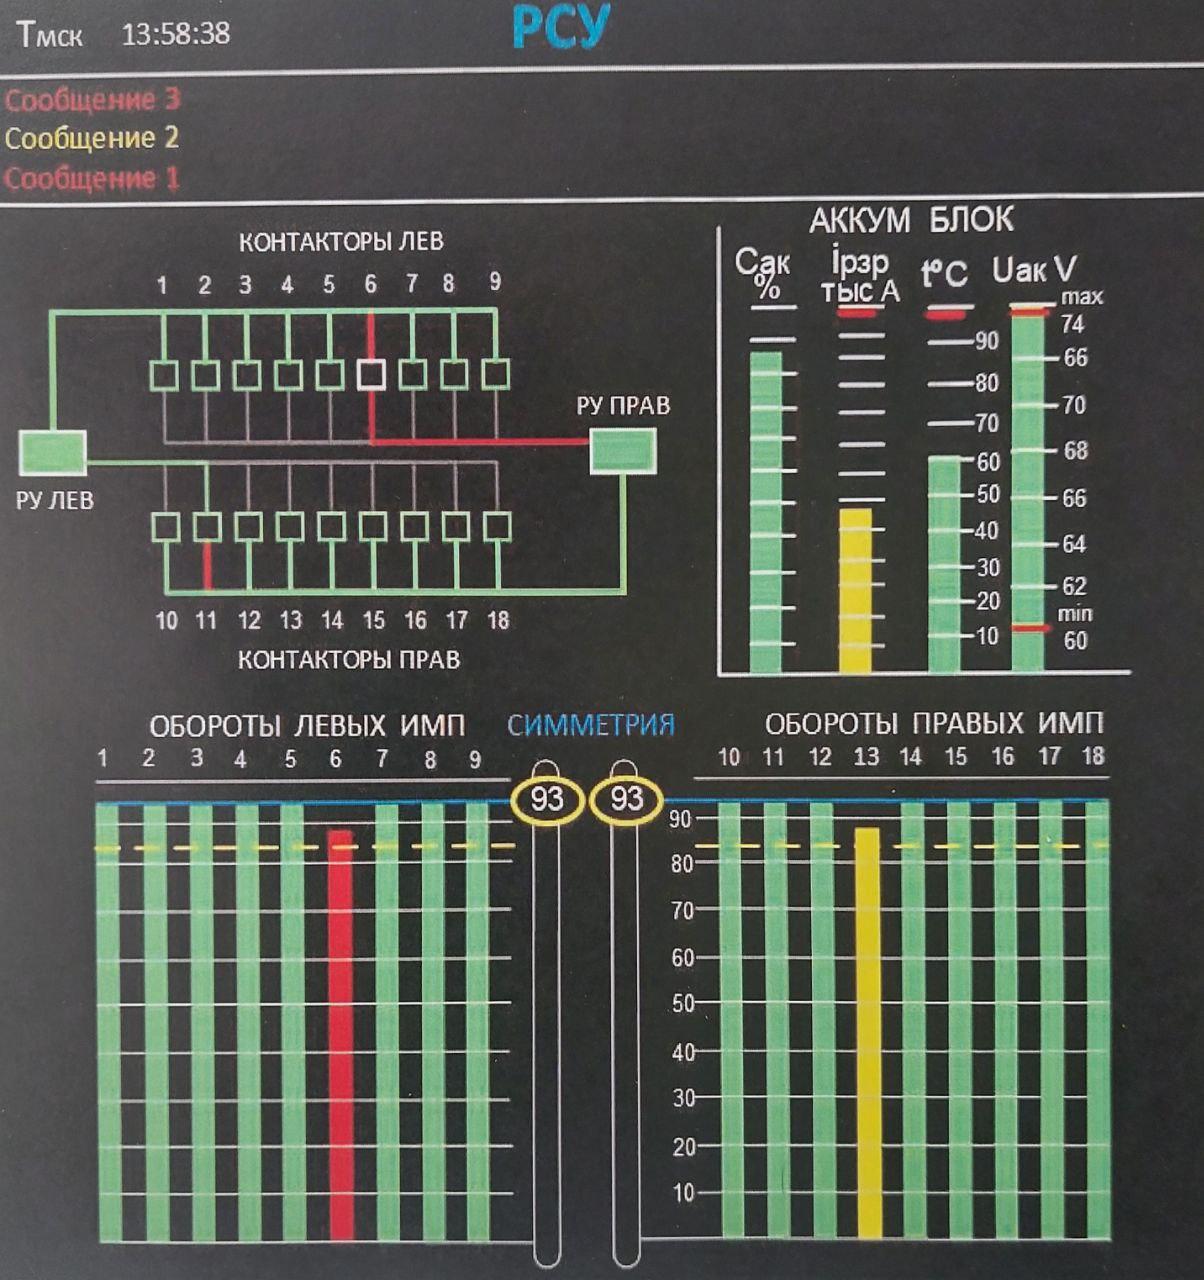 Тмск 13:58:38 РСУ
Сообщение 3
Сообщение 2
Сообщение 1
КОНТАКТОРЫ ЛЕВ
1 2 3 4 5 6 7 8 9
РУ ПРАВ
РУ ЛЕВ
10 11 12 13 14 15 16 17 18
КОНТАКТОРЫ ПРАВ
АККУМ БЛОК
Сак % iрзр тыс А t°C Uак V
max
74
90
66
80
70
70
68
60
50
66
40
64
30
62
20
min
10
60
ОБОРОТЫ ЛЕВЫХ ИМП
1 2 3 4 5 6 7 8 9
СИММЕТРИЯ
93 93
ОБОРОТЫ ПРАВЫХ ИМП
10 11 12 13 14 15 16 17 18
90
80
70
60
50
40
30
20
10